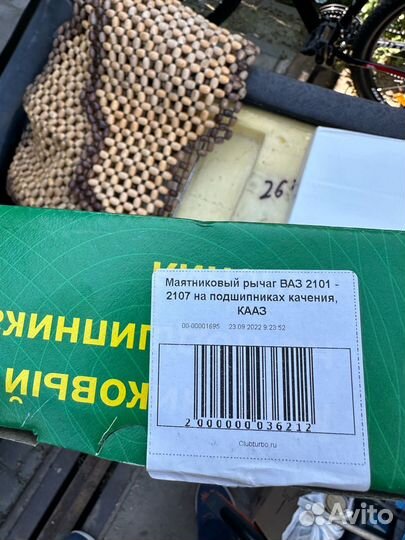 26
Маятниковый рычаг ВАЗ 2101 -
2107 на подшипниках качения,
КААЗ
00-00001695 23.09.2022 9:23:52
2000000036212
Clubturbo.ru
Avito